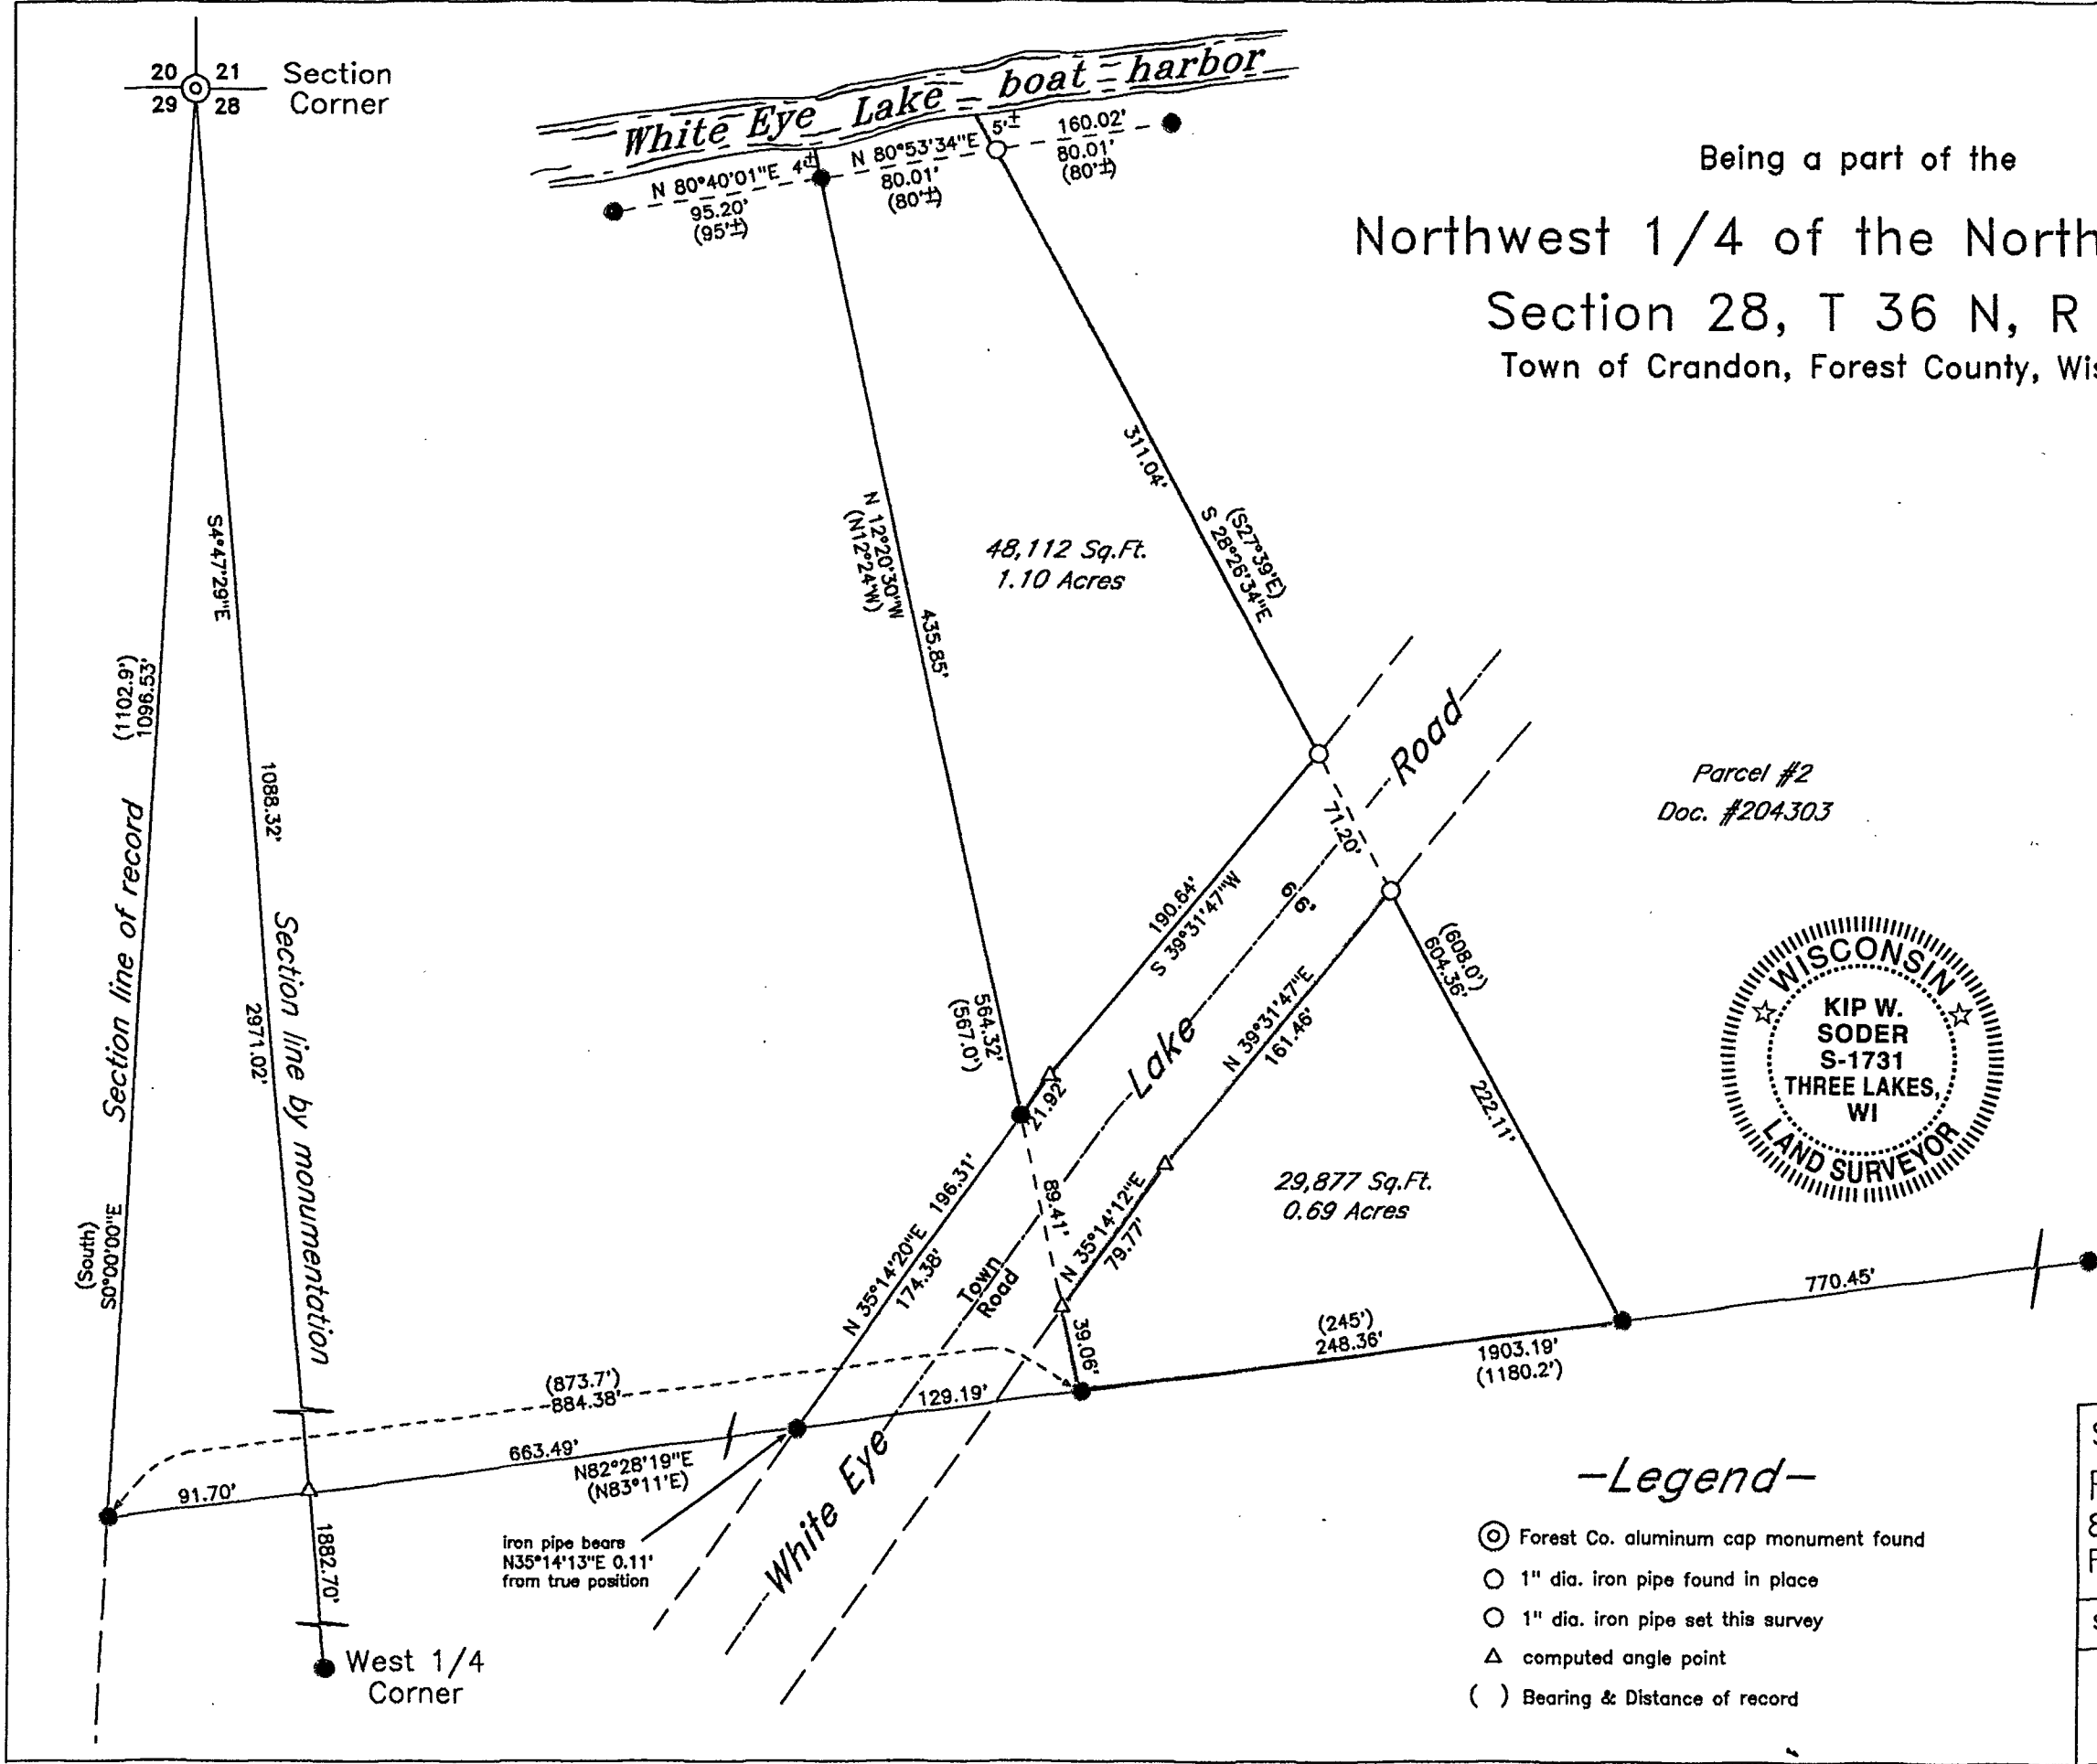 20 21
29 28
Section
Corner
White Eye Lake boat harbor
N 80°40'01"E
95.20'
(95'±)
4'±
N 80°53'34"E
80.01'
(80'±)
5'±
160.02'
80.01'
(80'±)
Being a part of the
Northwest 1/4 of the North
Section 28, T 36 N, R
Town of Crandon, Forest County, Wis
S4°47'29"E
1088.32'
2971.02'
Section line by monumentation
(1102.9')
1096.53'
Section line of record
(South)
S0°00'00"E
N 12°20'30"W
(N12°24'W)
435.85'
564.32'
(567.0')
48,112 Sq.Ft.
1.10 Acres
311.04'
(S27°39'E)
S 28°26'34"E
71.20'
190.64'
S 39°31'47"W
66'
21.92'
N 39°31'47"E
161.46'
(608.0')
604.36'
222.11'
Parcel #2
Doc. #204303
WISCONSIN
KIP W.
SODER
S-1731
THREE LAKES,
WI
LAND SURVEYOR
29,877 Sq.Ft.
0.69 Acres
N 35°14'20"E 196.31'
174.38'
89.41'
N 35°14'12"E
79.77'
39.06'
White Eye Lake Road
Town
Road
(873.7')
884.38'
91.70'
663.49'
N82°28'19"E
(N83°11'E)
129.19'
(245')
248.36'
1903.19'
(1180.2')
770.45'
iron pipe bears
N35°14'13"E 0.11'
from true position
1882.70'
West 1/4
Corner
-Legend-
Forest Co. aluminum cap monument found
1" dia. iron pipe found in place
1" dia. iron pipe set this survey
computed angle point
( ) Bearing & Distance of record